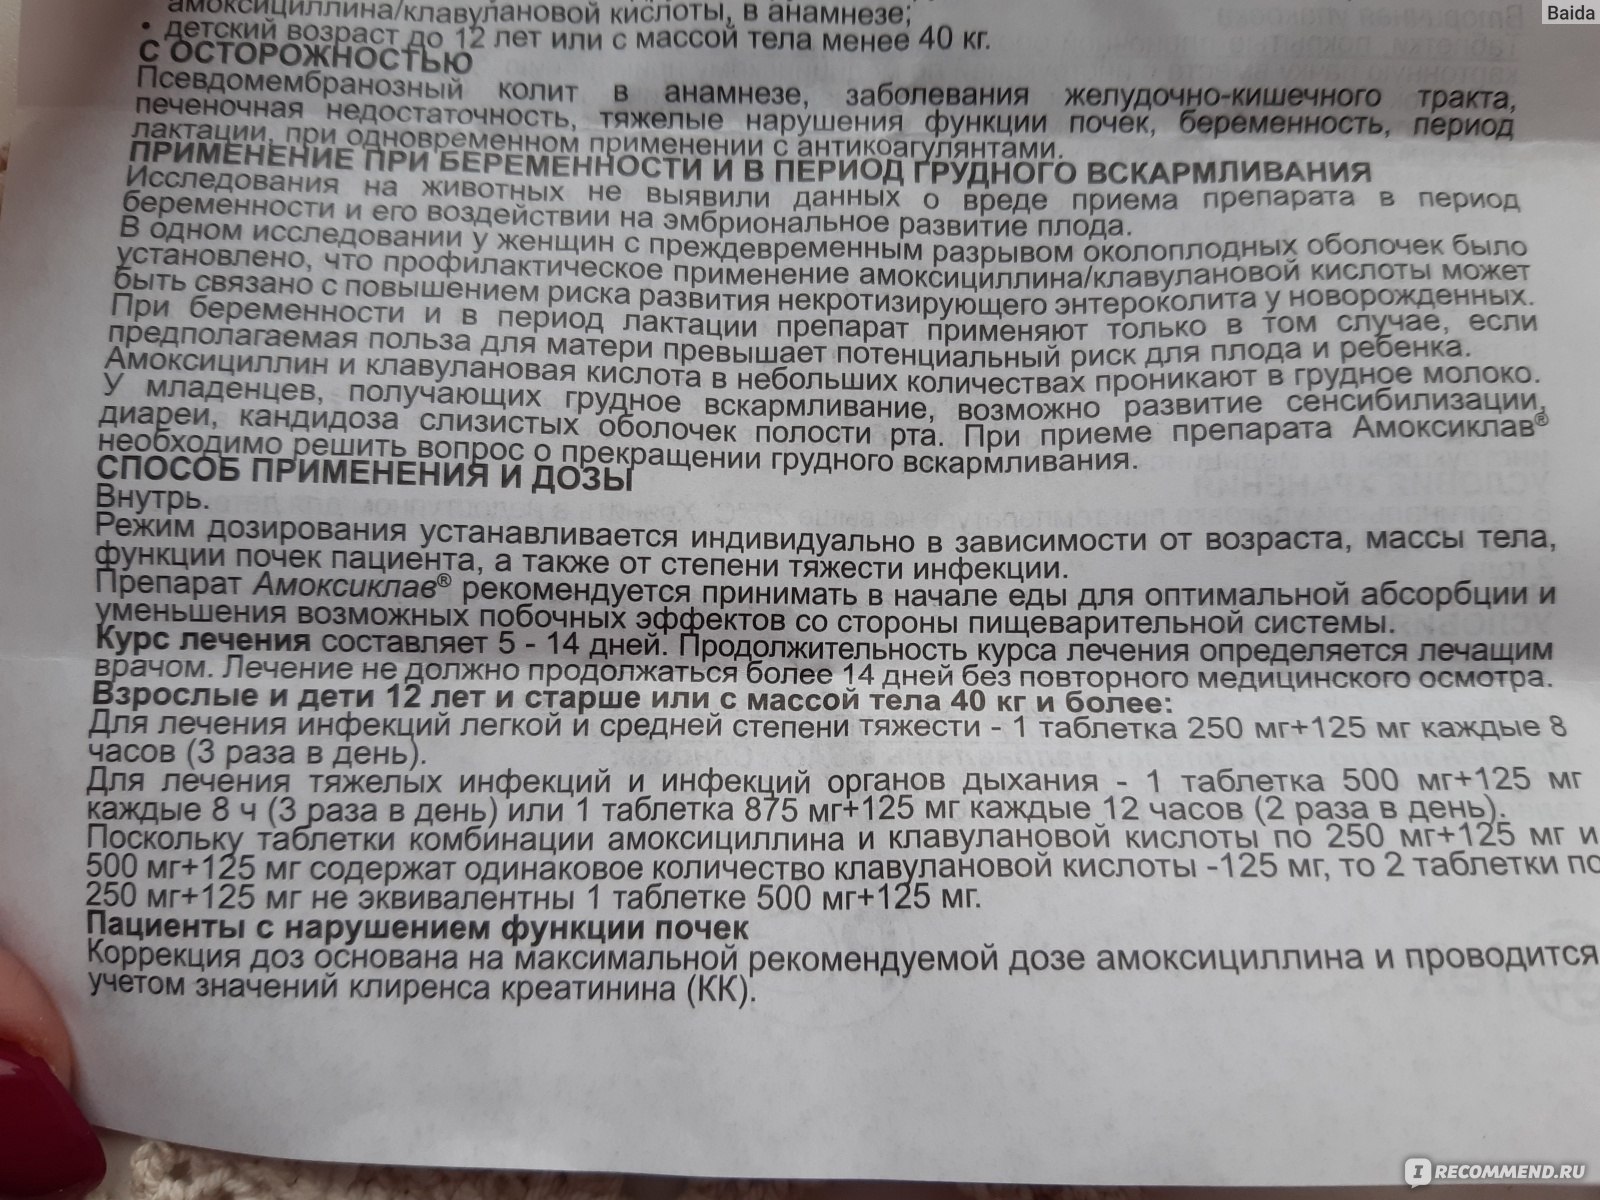 Baida
амоксициллина/клавулановой кислоты, в анамнезе;
• детский возраст до 12 лет или с массой тела менее 40 кг.
С ОСТОРОЖНОСТЬЮ
Псевдомембранозный колит в анамнезе, заболевания желудочно-кишечного тракта,
печеночная недостаточность, тяжелые нарушения функции почек, беременность, период
лактации, при одновременном применении с антикоагулянтами.
ПРИМЕНЕНИЕ ПРИ БЕРЕМЕННОСТИ И В ПЕРИОД ГРУДНОГО ВСКАРМЛИВАНИЯ
Исследования на животных не выявили данных о вреде приема препарата в период
беременности и его воздействии на эмбриональное развитие плода.
В одном исследовании у женщин с преждевременным разрывом околоплодных оболочек было
установлено, что профилактическое применение амоксициллина/клавулановой кислоты может
быть связано с повышением риска развития некротизирующего энтероколита у новорожденных.
При беременности и в период лактации препарат применяют только в том случае, если
предполагаемая польза для матери превышает потенциальный риск для плода и ребенка.
Амоксициллин и клавулановая кислота в небольших количествах проникают в грудное молоко.
У младенцев, получающих грудное вскармливание, возможно развитие сенсибилизации,
диареи, кандидоза слизистых оболочек полости рта. При приеме препарата Амоксиклав®
необходимо решить вопрос о прекращении грудного вскармливания.
СПОСОБ ПРИМЕНЕНИЯ И ДОЗЫ
Внутрь.
Режим дозирования устанавливается индивидуально в зависимости от возраста, массы тела,
функции почек пациента, а также от степени тяжести инфекции.
Препарат Амоксиклав® рекомендуется принимать в начале еды для оптимальной абсорбции и
уменьшения возможных побочных эффектов со стороны пищеварительной системы.
Курс лечения составляет 5 - 14 дней. Продолжительность курса лечения определяется лечащим
врачом. Лечение не должно продолжаться более 14 дней без повторного медицинского осмотра.
Взрослые и дети 12 лет и старше или с массой тела 40 кг и более:
Для лечения инфекций легкой и средней степени тяжести - 1 таблетка 250 мг+125 мг каждые 8
часов (3 раза в день).
Для лечения тяжелых инфекций и инфекций органов дыхания - 1 таблетка 500 мг+125 мг
каждые 8 ч (3 раза в день) или 1 таблетка 875 мг+125 мг каждые 12 часов (2 раза в день).
Поскольку таблетки комбинации амоксициллина и клавулановой кислоты по 250 мг+125 мг и
500 мг+125 мг содержат одинаковое количество клавулановой кислоты -125 мг, то 2 таблетки по
250 мг+125 мг не эквивалентны 1 таблетке 500 мг+125 мг.
Пациенты с нарушением функции почек
Коррекция доз основана на максимальной рекомендуемой дозе амоксициллина и проводится
учетом значений клиренса креатинина (КК).
IRECOMMEND.RU